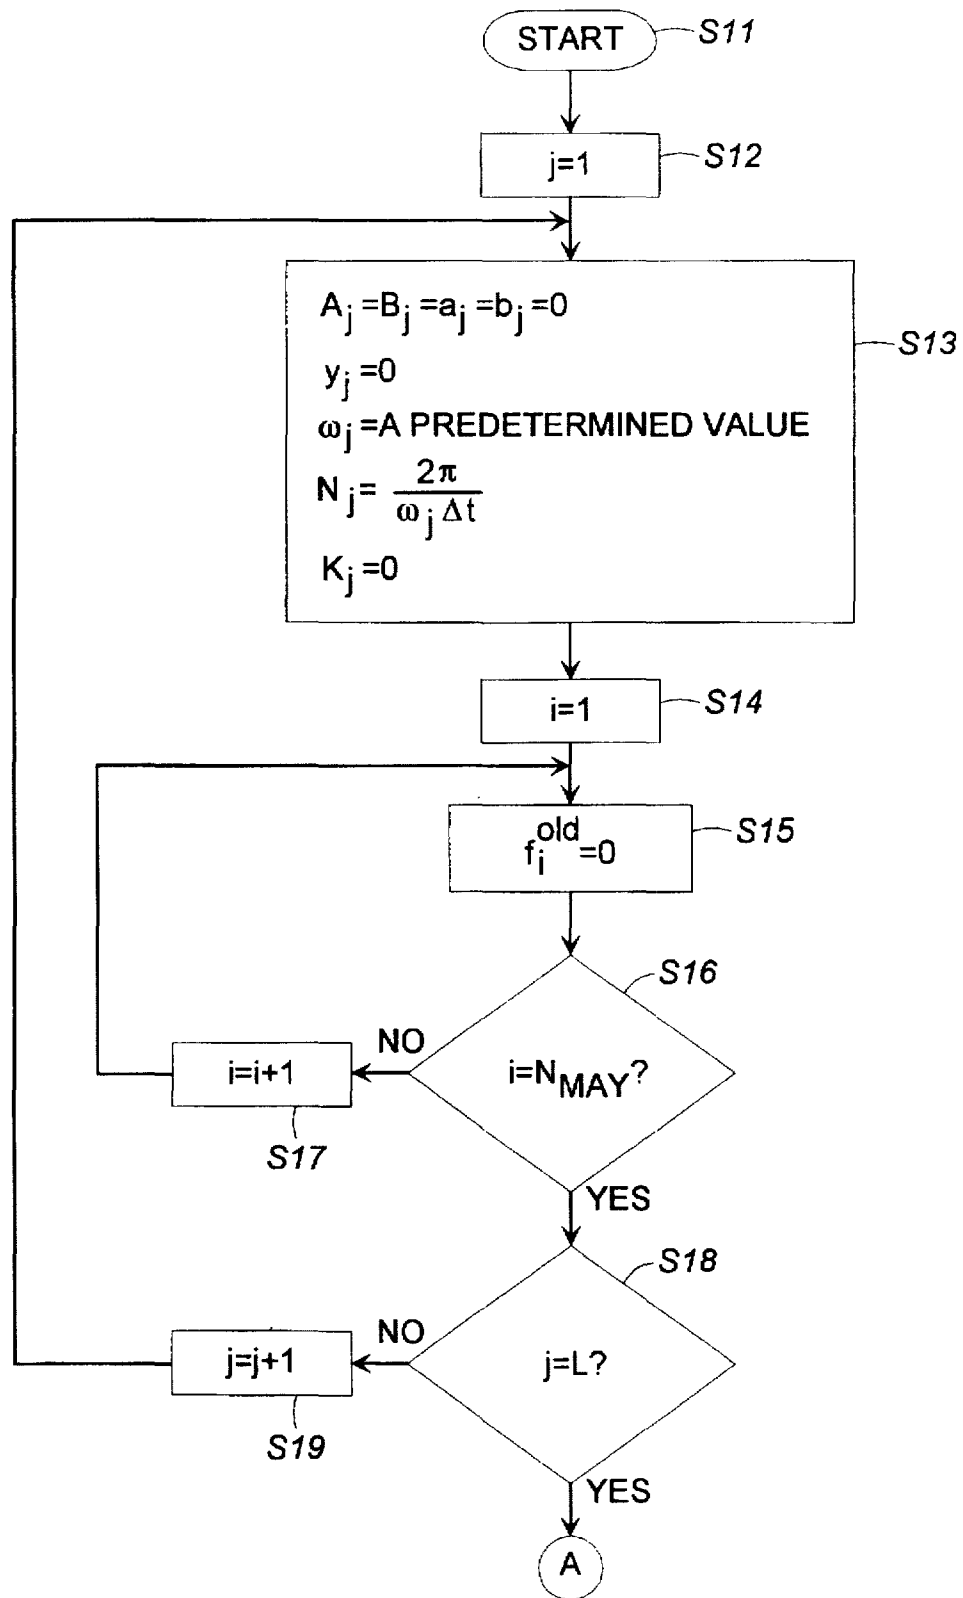 START S11
j=1 S12
A_j=B_j=a_j=b_j=0
S13
y_j=0
ω_j=A PREDETERMINED VALUE
N_j= 2π / ω_j Δt
K_j=0
i=1 S14
f_i^old=0 S15
S16
NO
i=i+1
i=N_MAY?
S17
YES
S18
NO
j=j+1
j=L?
S19
YES
A